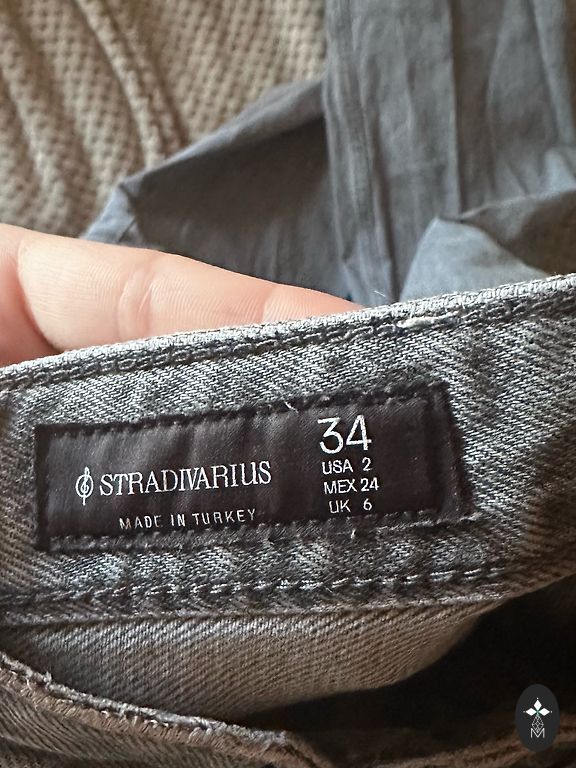 STRADIVARIUS
MADE IN TURKEY
34
USA 2
MEX 24
UK 6
M